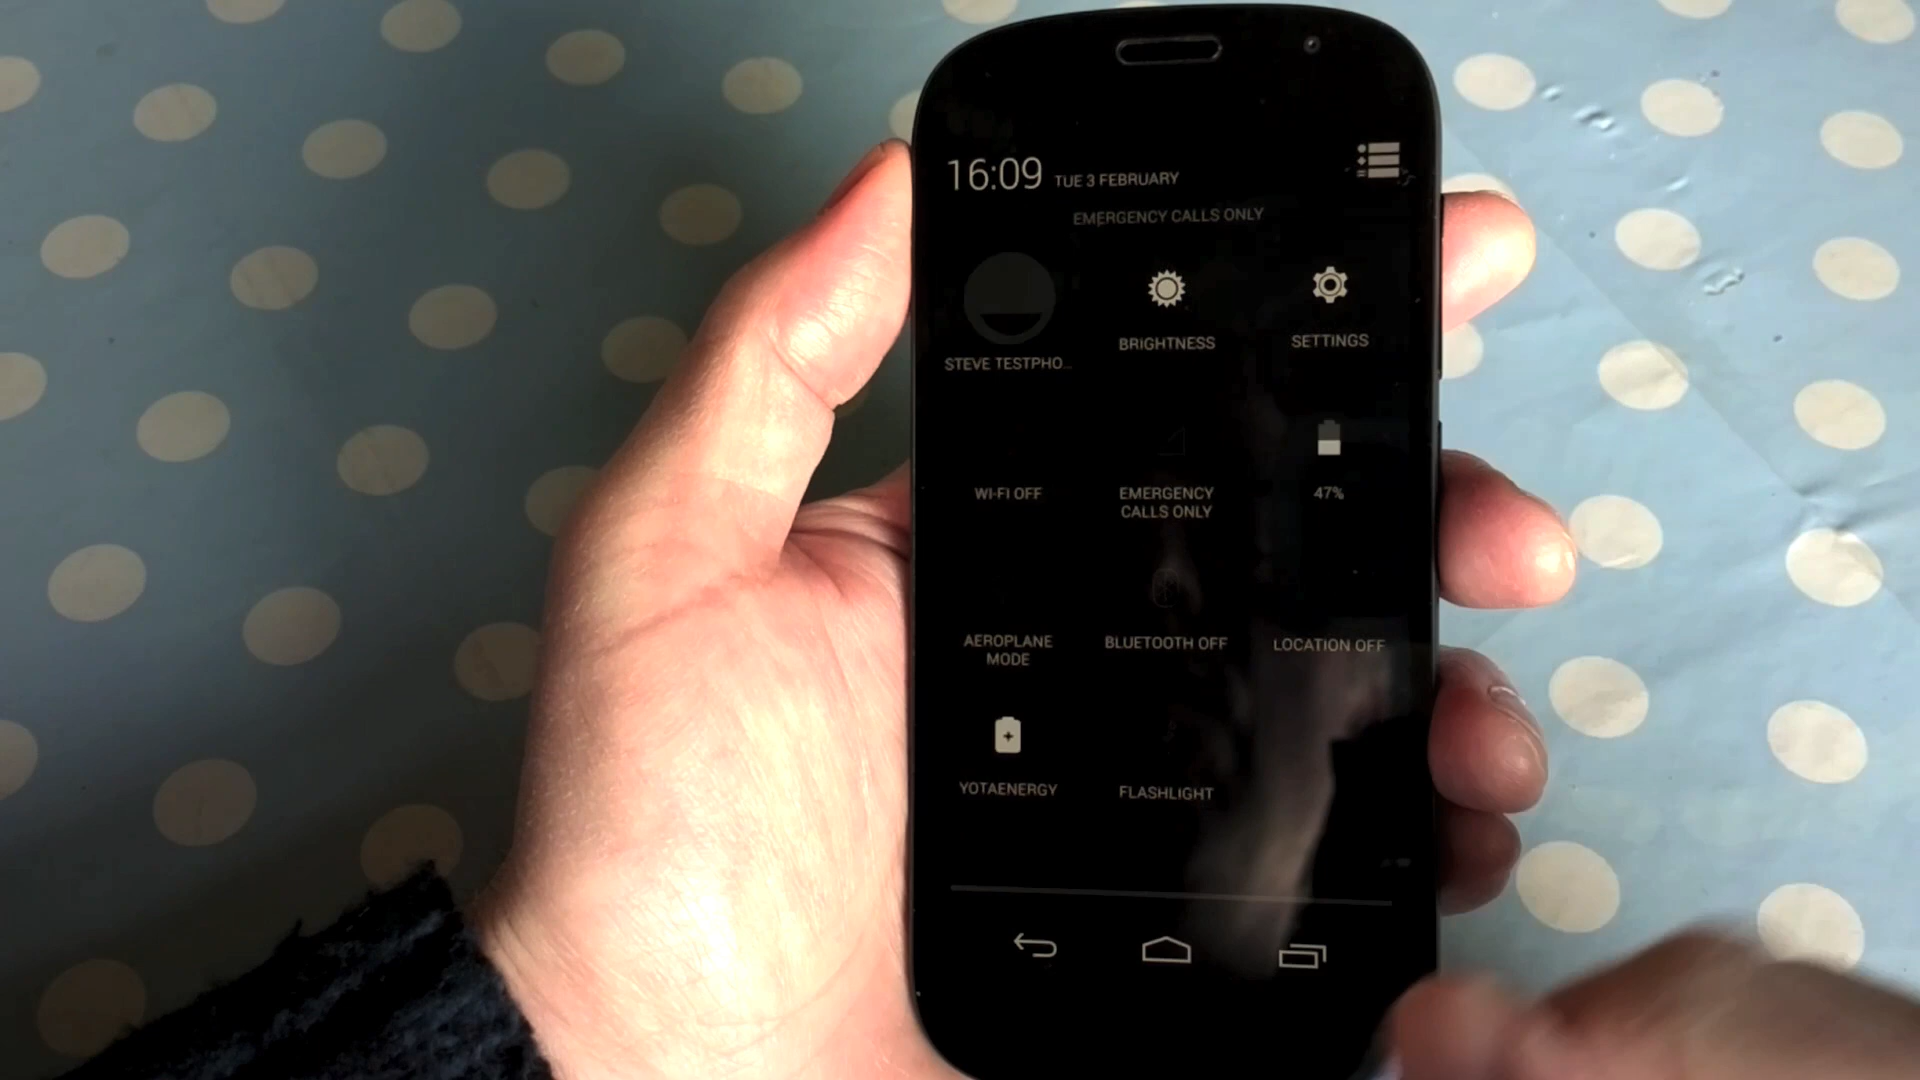 16:09 TUE 3 FEBRUARY
EMERGENCY CALLS ONLY
STEVE TESTPHO...
BRIGHTNESS
SETTINGS
WI-FI OFF
EMERGENCY
CALLS ONLY
47%
AEROPLANE
MODE
BLUETOOTH OFF
LOCATION OFF
YOTAENERGY
FLASHLIGHT